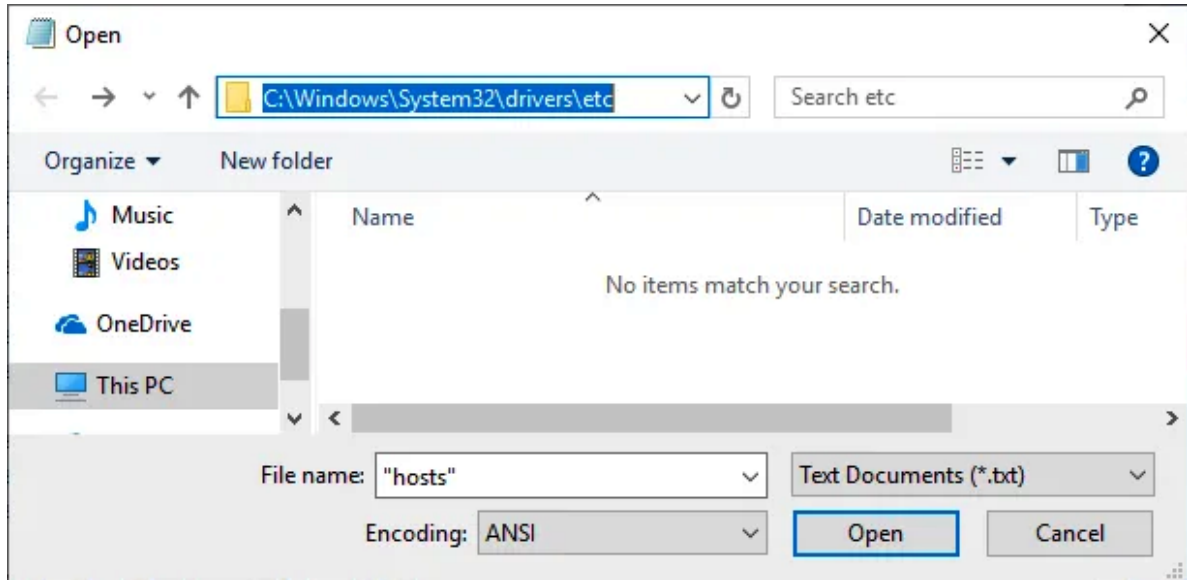 Open
C:\Windows\System32\drivers\etc
Search etc
Organize
New folder
Music
Videos
OneDrive
This PC
Name
Date modified
Type
No items match your search.
File name: "hosts"
Text Documents (*.txt)
Encoding: ANSI
Open
Cancel